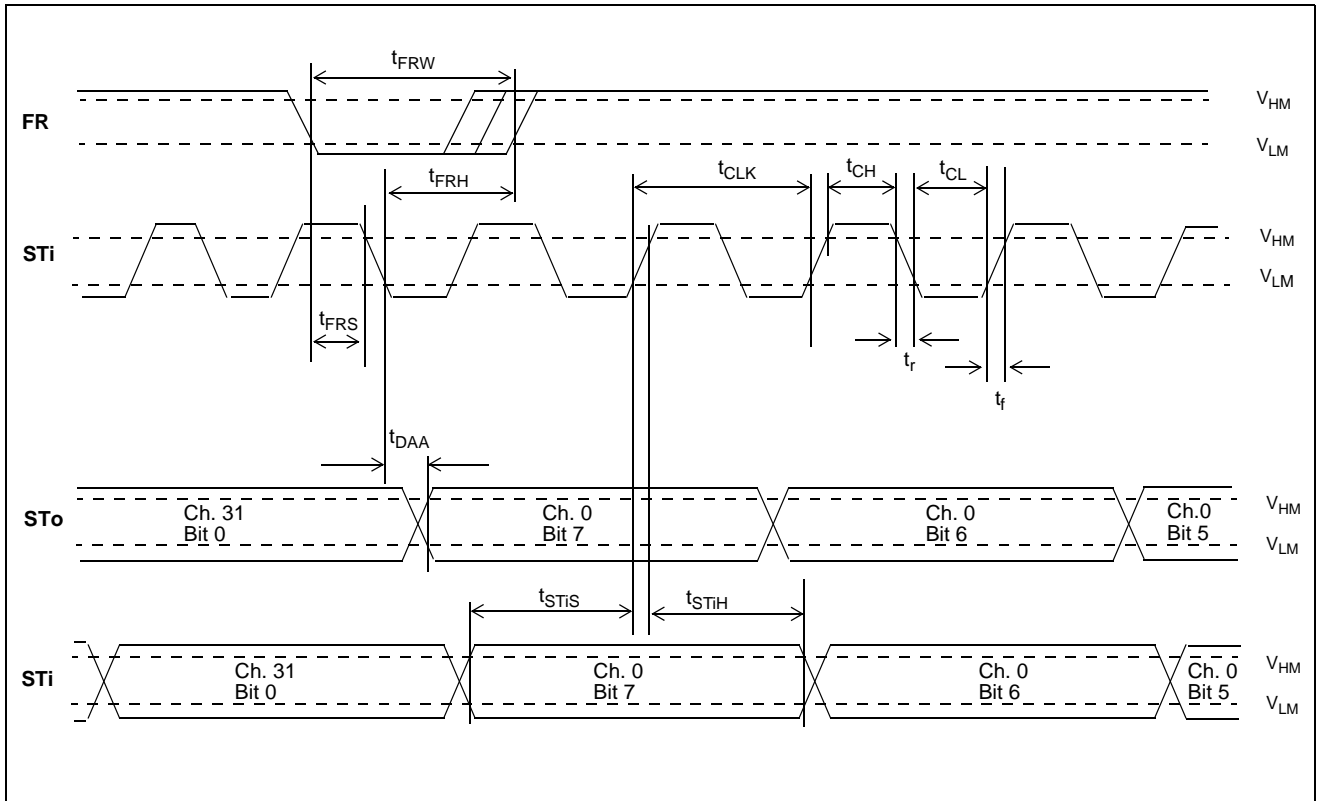 tFRW
FR
VHM
VLM
tFRH
tCLK
tCH
tCL
STi
VHM
VLM
tFRS
tr
tf
tDAA
STo
Ch. 31
Bit 0
Ch. 0
Bit 7
Ch. 0
Bit 6
Ch.0
Bit 5
VHM
VLM
tSTiS
tSTiH
STi
Ch. 31
Bit 0
Ch. 0
Bit 7
Ch. 0
Bit 6
Ch. 0
Bit 5
VHM
VLM